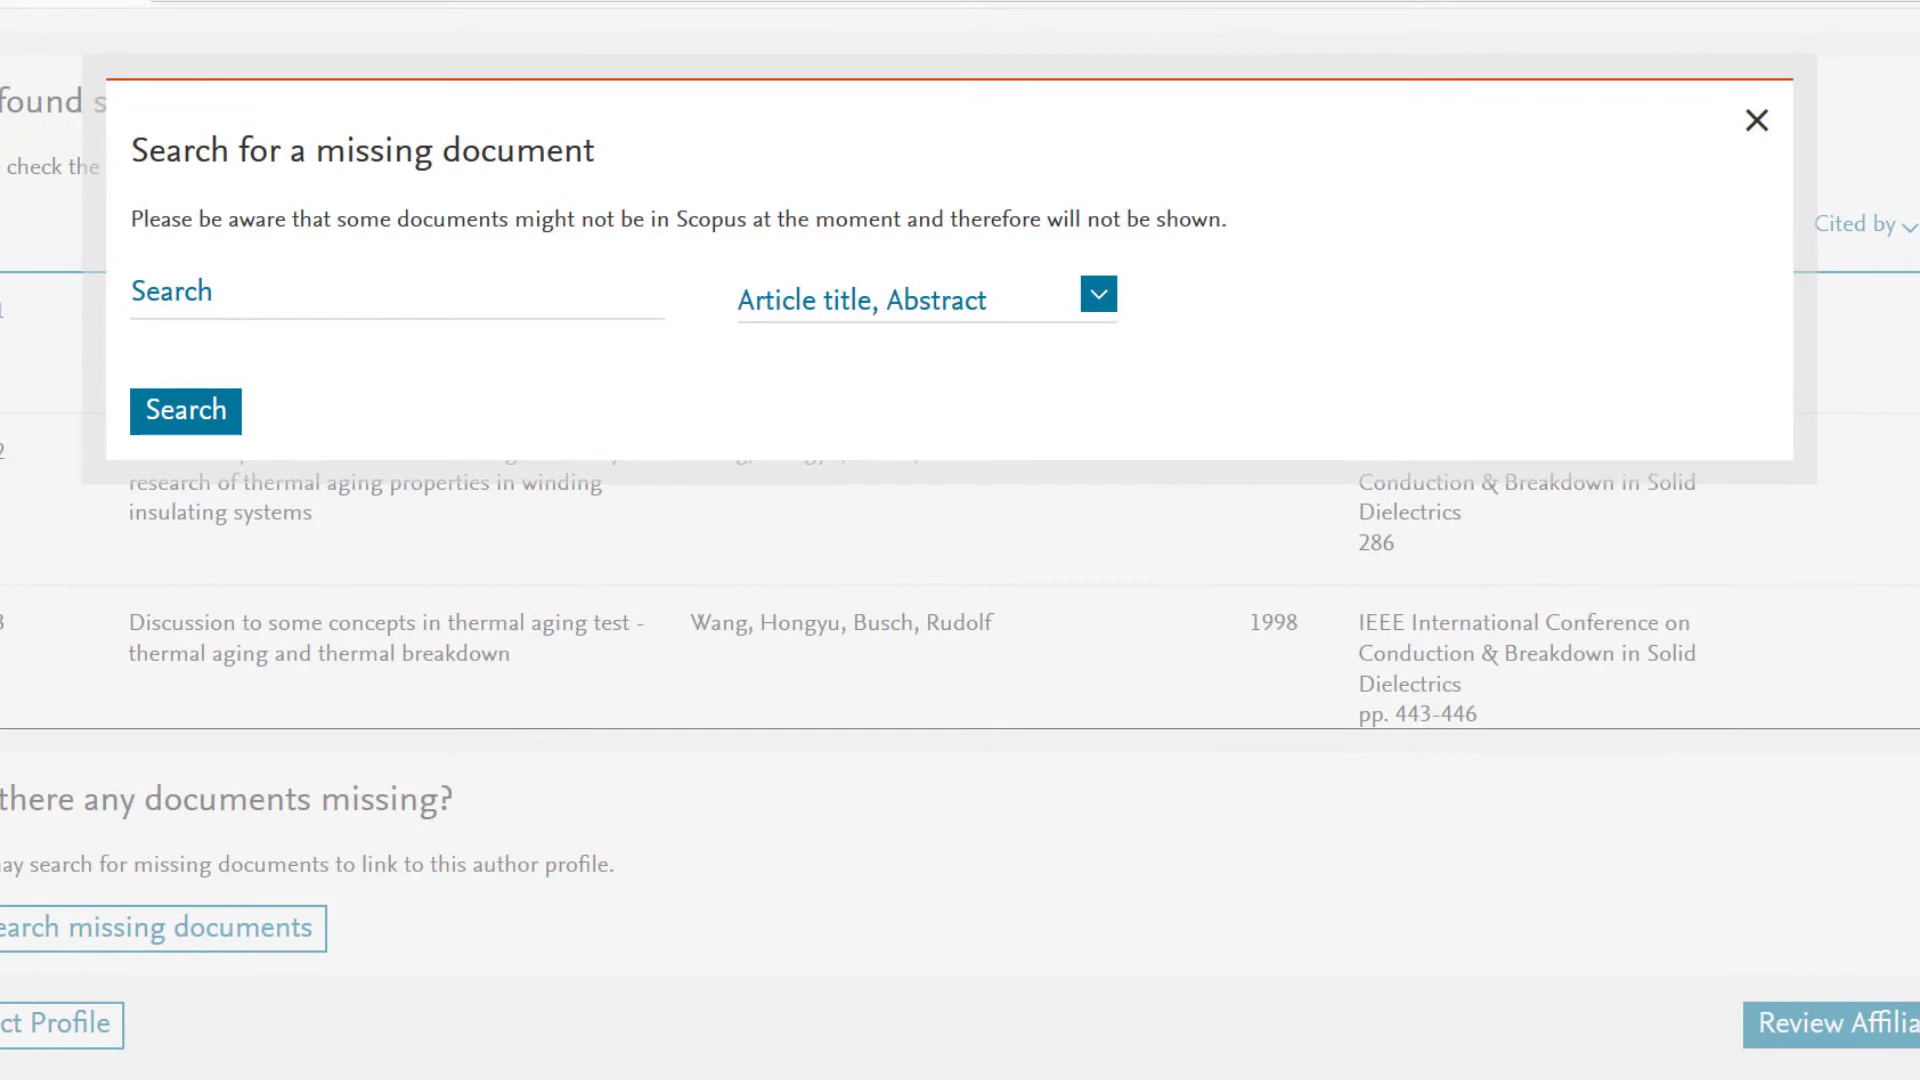 found
Search for a missing document
check the
Please be aware that some documents might not be in Scopus at the moment and therefore will not be shown.
Cited by
Search
Article title, Abstract
Search
research of thermal aging properties in winding
insulating systems
Conduction & Breakdown in Solid
Dielectrics
286
Discussion to some concepts in thermal aging test -
thermal aging and thermal breakdown
Wang, Hongyu, Busch, Rudolf
1998
IEEE International Conference on
Conduction & Breakdown in Solid
Dielectrics
pp. 443-446
there any documents missing?
may search for missing documents to link to this author profile.
earch missing documents
ct Profile
Review Affilia